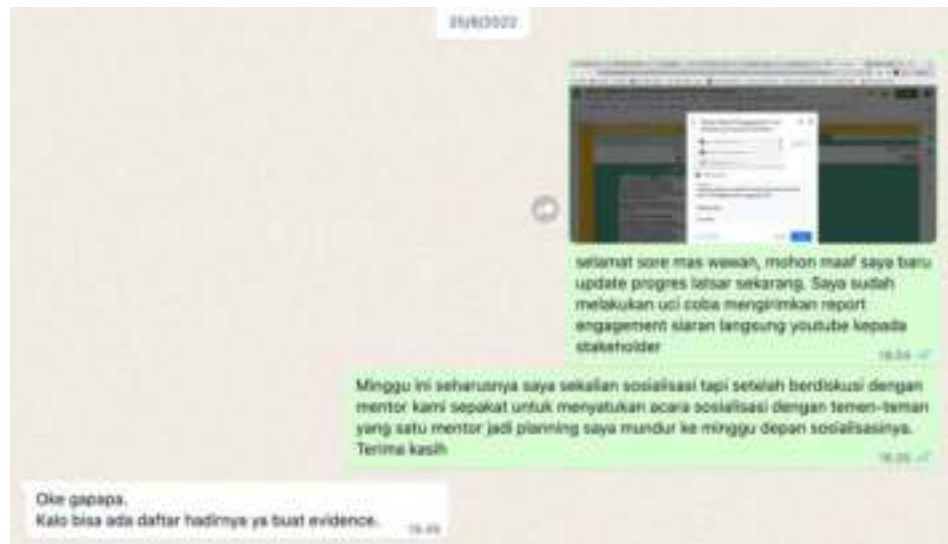 25/8/2022
selamat sore mas wawan, mohon maaf saya baru
update progres latsar sekarang. Saya sudah
melakukan uci coba mengirimkan report
engagement siaran langsung youtube kepada
stakeholder
Minggu ini seharusnya saya sekalian sosialisasi tapi setelah berdiskusi dengan
mentor kami sepakat untuk menyatukan acara sosialisasi dengan temen-teman
yang satu mentor jadi planning saya mundur ke minggu depan sosialisasinya.
Terima kasih
Oke gapapa.
Kalo bisa ada daftar hadirnya ya buat evidence.